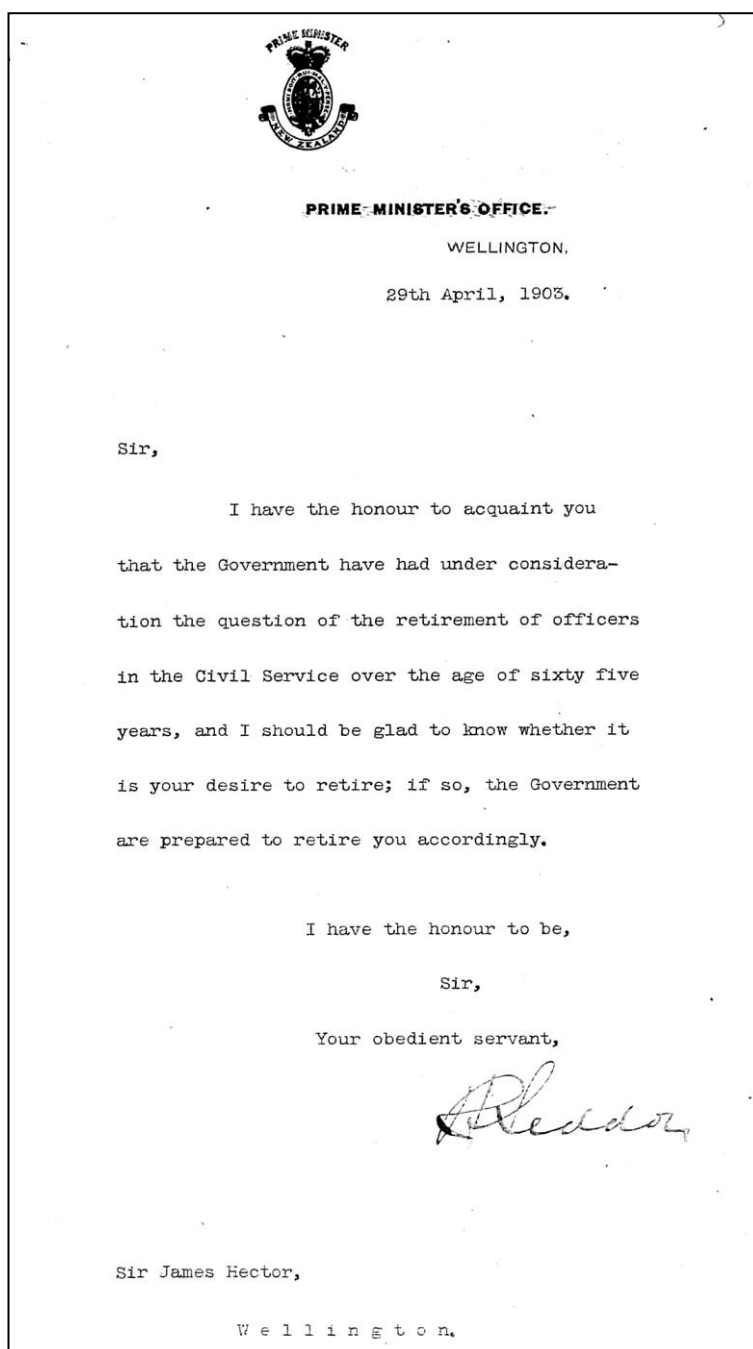 PRIME MINISTER
NEW ZEALAND
PRIME MINISTER'S OFFICE.
WELLINGTON,
29th April, 1903.
Sir,
I have the honour to acquaint you
that the Government have had under considera-
tion the question of the retirement of officers
in the Civil Service over the age of sixty five
years, and I should be glad to know whether it
is your desire to retire; if so, the Government
are prepared to retire you accordingly.
I have the honour to be,
Sir,
Your obedient servant,
Seddon
Sir James Hector,
Wellington.